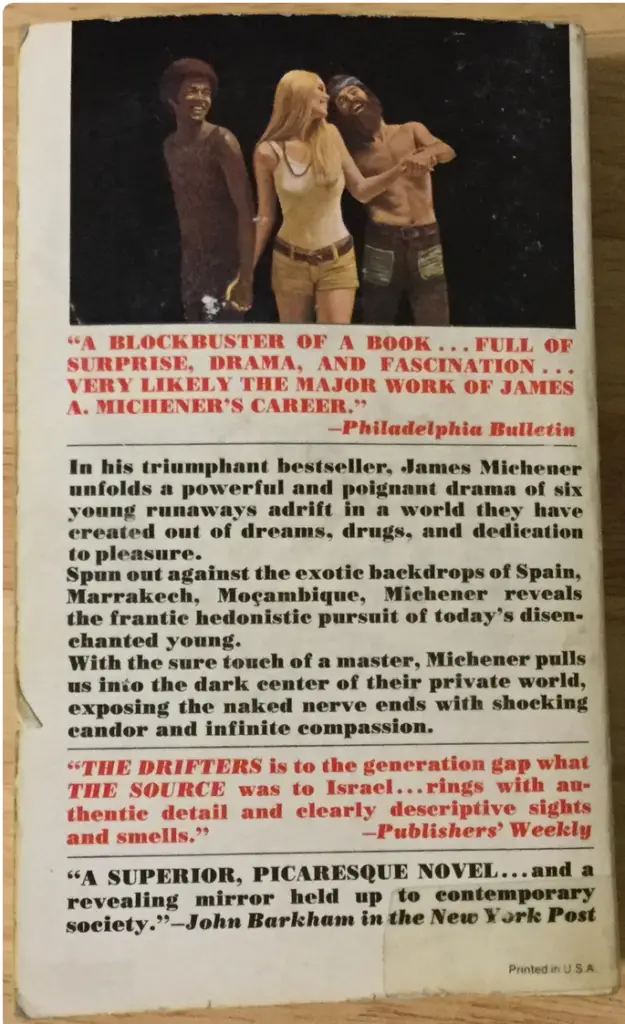 “A BLOCKBUSTER OF A BOOK...FULL OF
SURPRISE, DRAMA, AND FASCINATION...
VERY LIKELY THE MAJOR WORK OF JAMES
A. MICHENER'S CAREER.”
—Philadelphia Bulletin
In his triumphant bestseller, James Michener
unfolds a powerful and poignant drama of six
young runaways adrift in a world they have
created out of dreams, drugs, and dedication
to pleasure.
Spun out against the exotic backdrops of Spain,
Marrakech, Moçambique, Michener reveals
the frantic hedonistic pursuit of today's disen-
chanted young.
With the sure touch of a master, Michener pulls
us into the dark center of their private world,
exposing the naked nerve ends with shocking
candor and infinite compassion.
“THE DRIFTERS is to the generation gap what
THE SOURCE was to Israel...rings with au-
thentic detail and clearly descriptive sights
and smells.” —Publishers' Weekly
“A SUPERIOR, PICARESQUE NOVEL...and a
revealing mirror held up to contemporary
society.”—John Barkham in the New York Post
Printed in U.S.A.